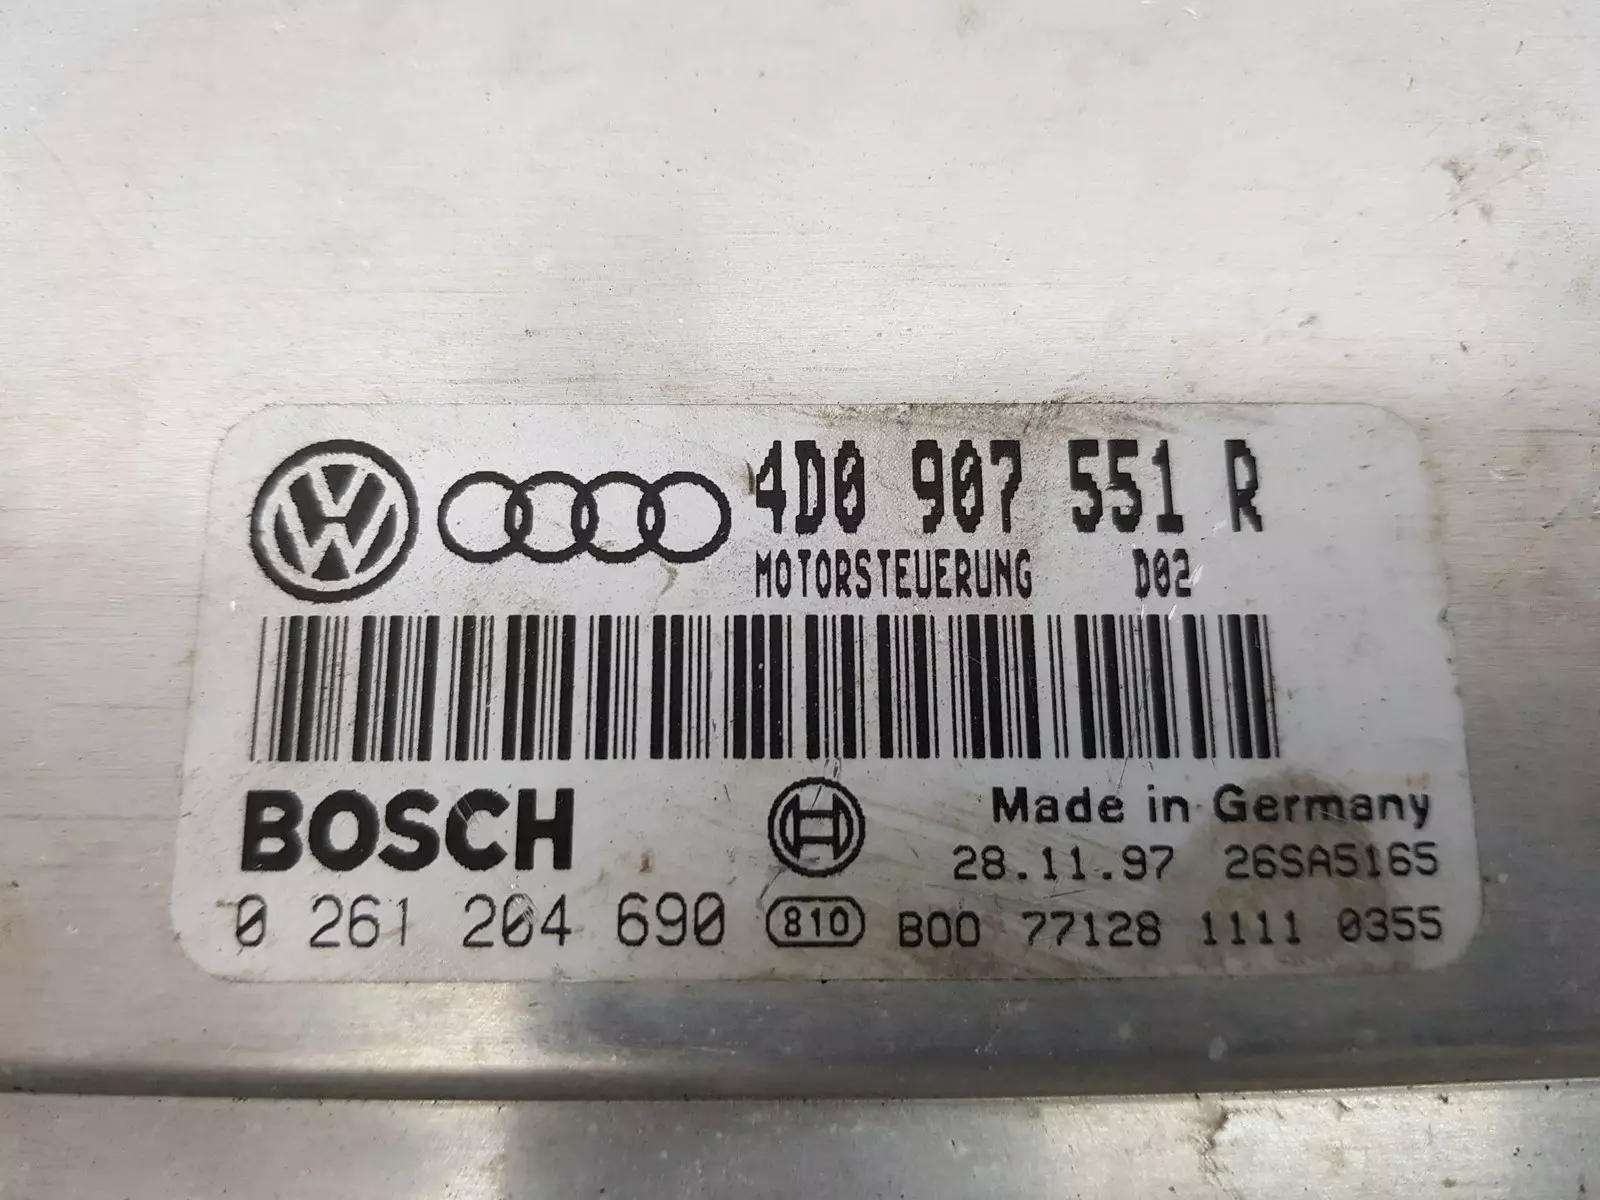 4D0 907 551 R
MOTORSTEUERUNG D02
BOSCH
Made in Germany
28.11.97 26SA5165
0 261 204 690 810 B00 77128 1111 0355